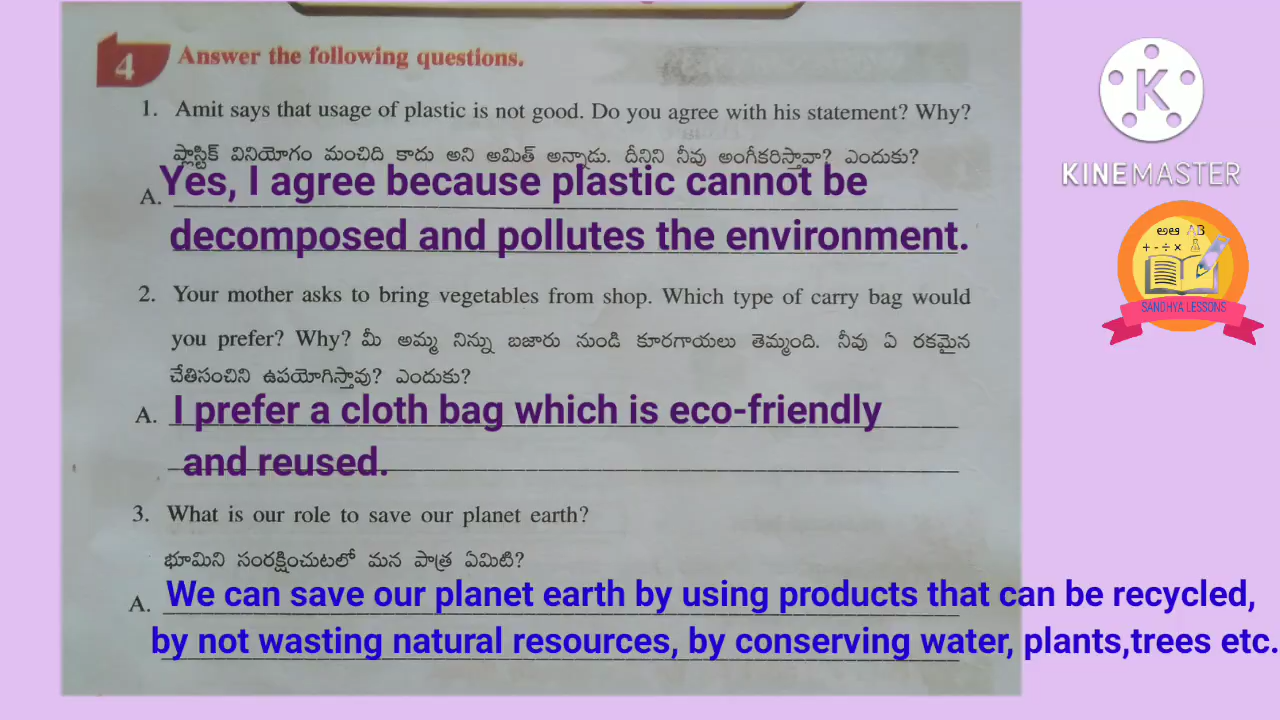 4 Answer the following questions.
1. Amit says that usage of plastic is not good. Do you agree with his statement? Why?
ప్లాస్టిక్ వినియోగం మంచిది కాదు అని అమిత్ అన్నాడు. దీనిని నీవు అంగీకరిస్తావా? ఎందుకు?
A. Yes, I agree because plastic cannot be
decomposed and pollutes the environment.
2. Your mother asks to bring vegetables from shop. Which type of carry bag would
you prefer? Why? మీ అమ్మ నిన్ను బజారు నుండి కూరగాయలు తెమ్మంది. నీవు ఏ రకమైన
చేతిసంచిని ఉపయోగిస్తావు? ఎందుకు?
A. I prefer a cloth bag which is eco-friendly
and reused.
3. What is our role to save our planet earth?
భూమిని సంరక్షించుటలో మన పాత్ర ఏమిటి?
A. We can save our planet earth by using products that can be recycled,
by not wasting natural resources, by conserving water, plants,trees etc.
K
KINEMASTER
అఆఇ AB
+ - ÷ ×
SANDHYA LESSONS